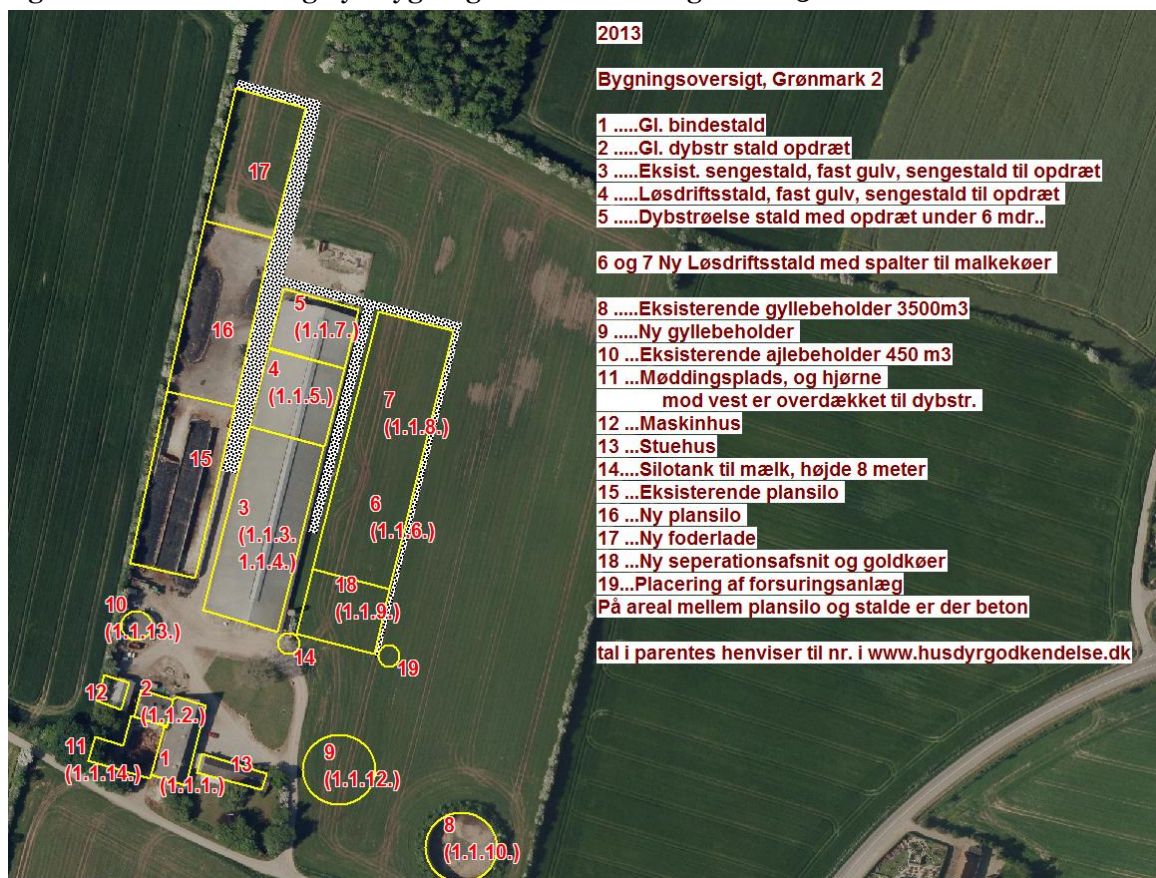 2013
Bygningsoversigt, Grønmark 2
1 .....Gl. bindestald
2 .....Gl. dybstr stald opdræt
3 .....Eksist. sengestald, fast gulv, sengestald til opdræt
4 .....Løsdriftsstald, fast gulv, sengestald til opdræt
5 .....Dybstrøelse stald med opdræt under 6 mdr..
6 og 7 Ny Løsdriftsstald med spalter til malkekøer
8 ....Eksisterende gyllebeholder 3500m3
9 ....Ny gyllebeholder
10 ...Eksisterende ajlebeholder 450 m3
11 ...Møddingsplads, og hjørne
mod vest er overdækket til dybstr.
12 ...Maskinhus
13 ...Stuehus
14....Silotank til mælk, højde 8 meter
15 ...Eksisterende plansilo
16 ...Ny plansilo
17 ...Ny foderlade
18 ...Ny seperationsafsnit og goldkøer
19...Placering af forsuringsanlæg
På areal mellem plansilo og stalde er der beton
tal i parentes henviser til nr. i www.husdyrgodkendelse.dk
17
16
15
5
(1.1.7.)
4
(1.1.5.)
3
(1.1.3.
1.1.4.)
7
(1.1.8.)
6
(1.1.6.)
18
(1.1.9.)
10
(1.1.13.)
14
19
12
2
(1.1.2.)
11
(1.1.14.)
1
(1.1.1.)
13
9
(1.1.12.)
8
(1.1.10.)